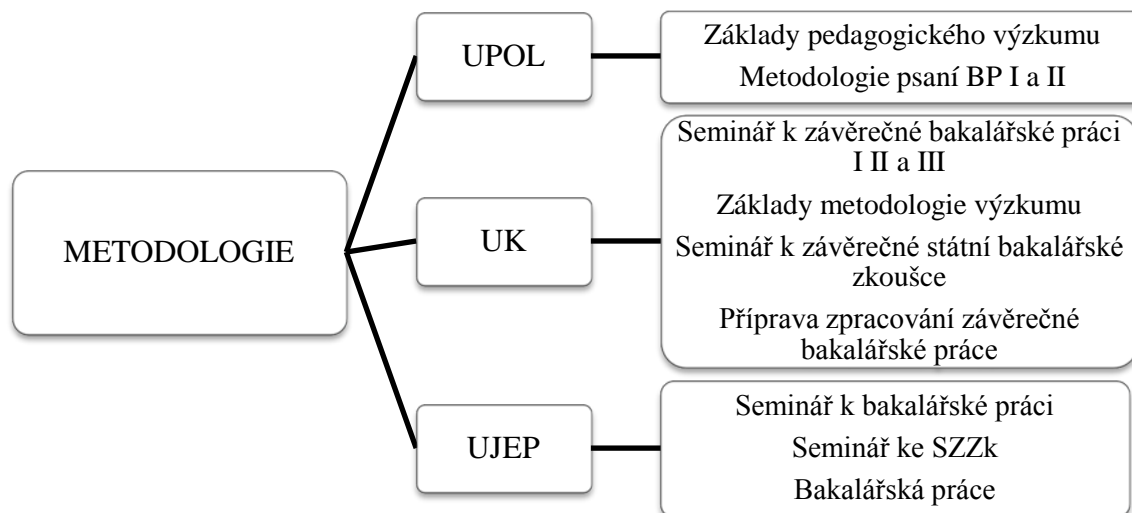 METODOLOGIE
UPOL
Základy pedagogického výzkumu
Metodologie psaní BP I a II
UK
Seminář k závěrečné bakalářské práci
I II a III
Základy metodologie výzkumu
Seminář k závěrečné státní bakalářské
zkoušce
Příprava zpracování závěrečné
bakalářské práce
UJEP
Seminář k bakalářské práci
Seminář ke SZZk
Bakalářská práce